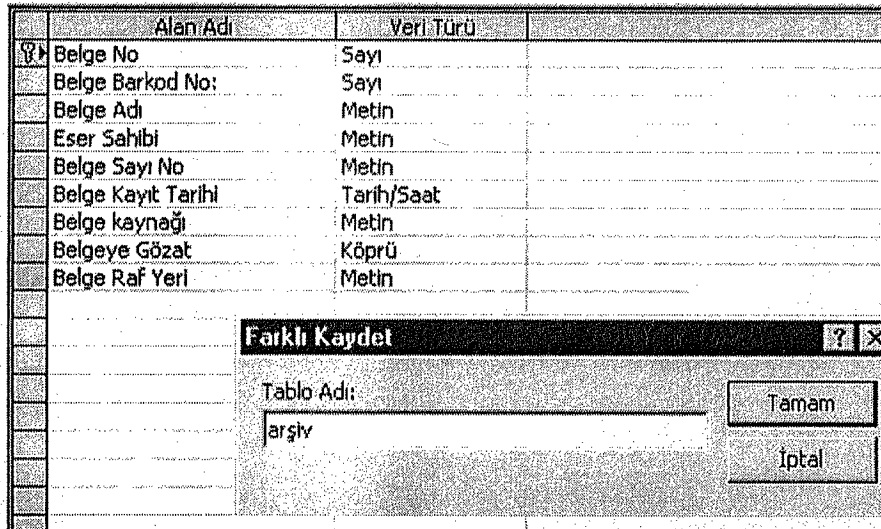 Alan Adı Veri Türü
Belge No Sayı
Belge Barkod No: Sayı
Belge Adı Metin
Eser Sahibi Metin
Belge Sayı No Metin
Belge Kayıt Tarihi Tarih/Saat
Belge kaynağı Metin
Belgeye Gözat Köprü
Belge Raf Yeri Metin
Farklı Kaydet
Tablo Adı:
arşiv
Tamam
İptal